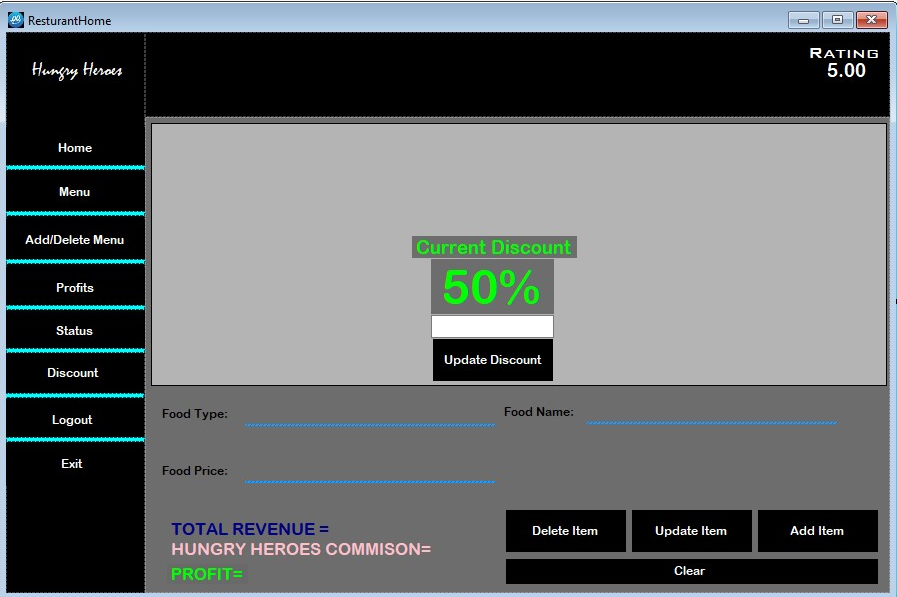 ResturantHome
Hungry Heroes
RATING
5.00
Home
Menu
Add/Delete Menu
Profits
Status
Discount
Logout
Exit
Current Discount
50%
Update Discount
Food Type:
Food Name:
Food Price:
TOTAL REVENUE =
HUNGRY HEROES COMMISON=
PROFIT=
Delete Item
Update Item
Add Item
Clear